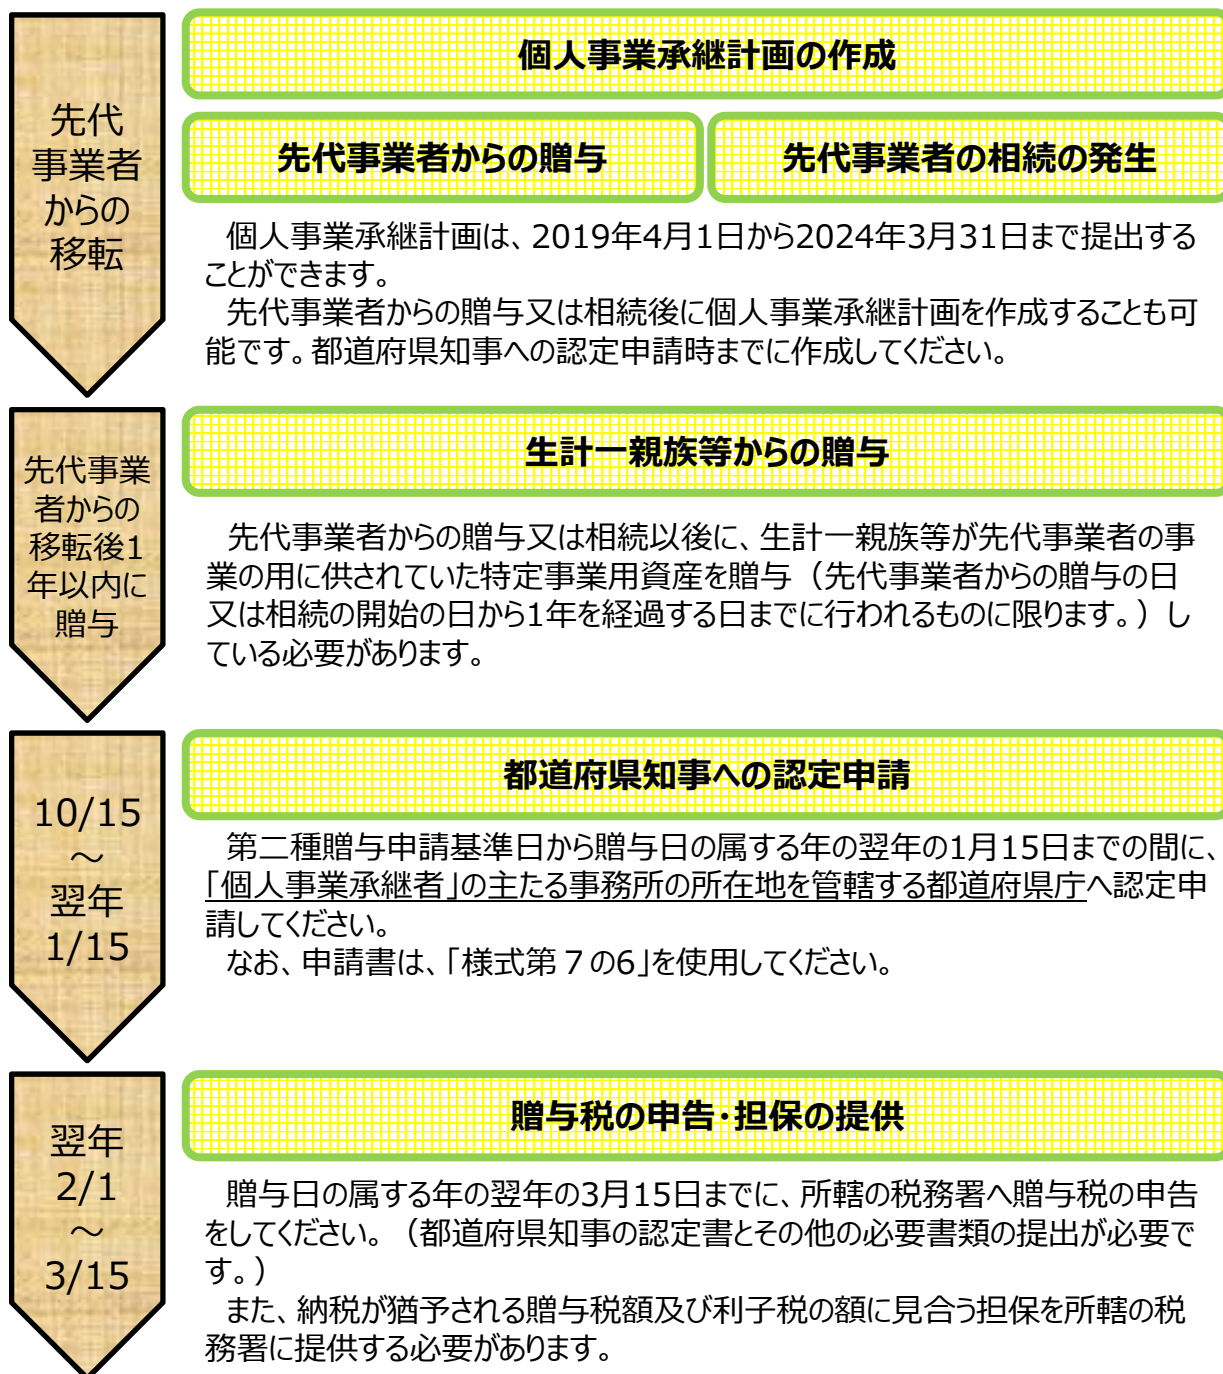 先代
事業者
からの
移転
個人事業承継計画の作成
先代事業者からの贈与
先代事業者の相続の発生
個人事業承継計画は、2019年4月1日から2024年3月31日まで提出する
ことができます。
先代事業者からの贈与又は相続後に個人事業承継計画を作成することも可
能です。都道府県知事への認定申請時までに作成してください。
先代事業
者からの
移転後1
年以内に
贈与
生計一親族等からの贈与
先代事業者からの贈与又は相続以後に、生計一親族等が先代事業者の事
業の用に供されていた特定事業用資産を贈与（先代事業者からの贈与の日
又は相続の開始の日から1年を経過する日までに行われるものに限ります。）し
ている必要があります。
10/15
～
翌年
1/15
都道府県知事への認定申請
第二種贈与申請基準日から贈与日の属する年の翌年の1月15日までの間に、
「個人事業承継者」の主たる事務所の所在地を管轄する都道府県庁へ認定申
請してください。
なお、申請書は、「様式第７の6」を使用してください。
翌年
2/1
～
3/15
贈与税の申告・担保の提供
贈与日の属する年の翌年の3月15日までに、所轄の税務署へ贈与税の申告
をしてください。（都道府県知事の認定書とその他の必要書類の提出が必要で
す。）
また、納税が猶予される贈与税額及び利子税の額に見合う担保を所轄の税
務署に提供する必要があります。